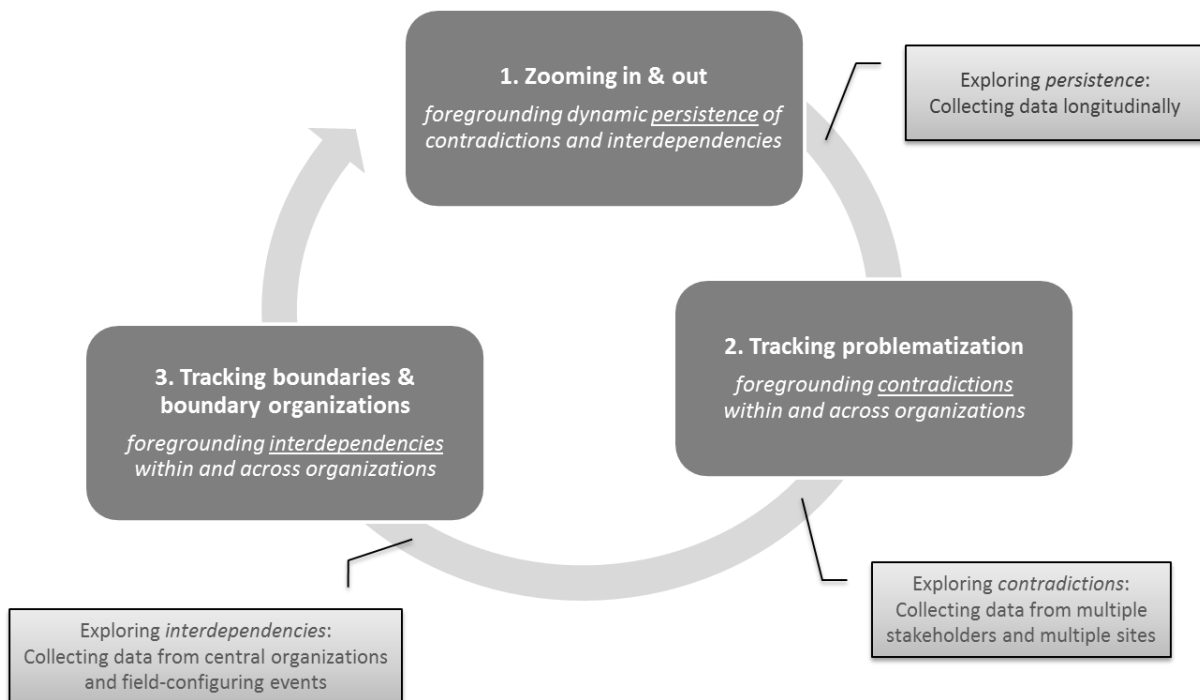 1. Zooming in & out
foregrounding dynamic persistence of
contradictions and interdependencies
Exploring persistence:
Collecting data longitudinally
2. Tracking problematization
foregrounding contradictions
within and across organizations
Exploring contradictions:
Collecting data from multiple
stakeholders and multiple sites
3. Tracking boundaries &
boundary organizations
foregrounding interdependencies
within and across organizations
Exploring interdependencies:
Collecting data from central organizations
and field-configuring events